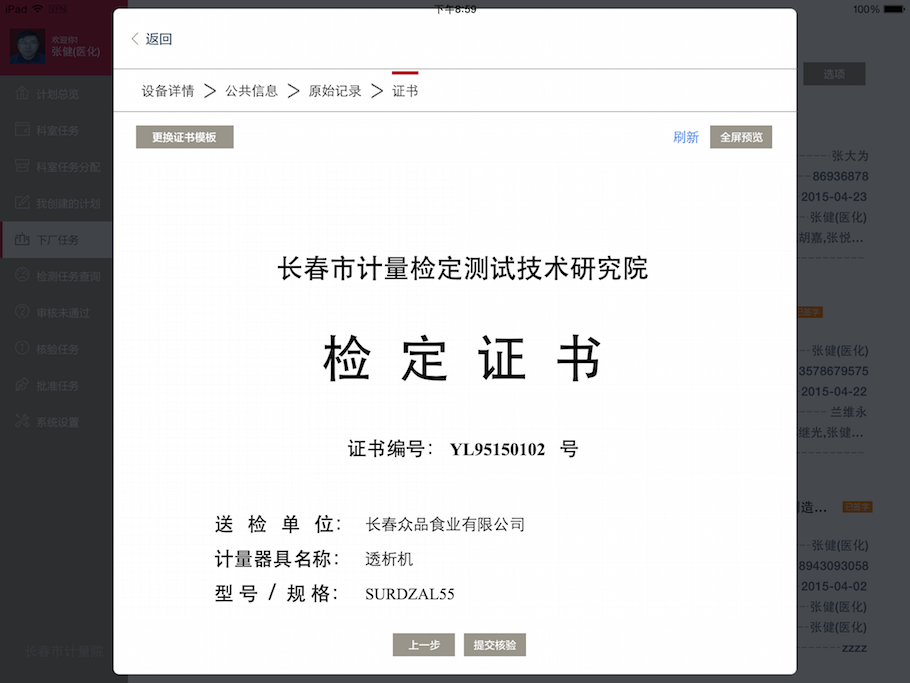 iPad
下午8:59
100%
欢迎你!
张健(医化)
计划总览
科室任务
科室任务分配
我创建的计划
下厂任务
检测任务查询
审核未通过
核验任务
批准任务
系统设置
长春市计量院
返回
设备详情 > 公共信息 > 原始记录 > 证书
更换证书模板
刷新
全屏预览
长春市计量检定测试技术研究院
检定证书
证书编号: YL95150102 号
送检单位: 长春众品食业有限公司
计量器具名称: 透析机
型号/规格: SURDZAL55
上一步
提交核验
选项
张大为
86936878
2015-04-23
张健(医化)
胡嘉,张悦...
已签字
张健(医化)
3578679575
2015-04-22
兰维永
继光,张健...
造...
已签字
张健(医化)
8943093058
2015-04-02
张健(医化)
张健(医化)
zzzz